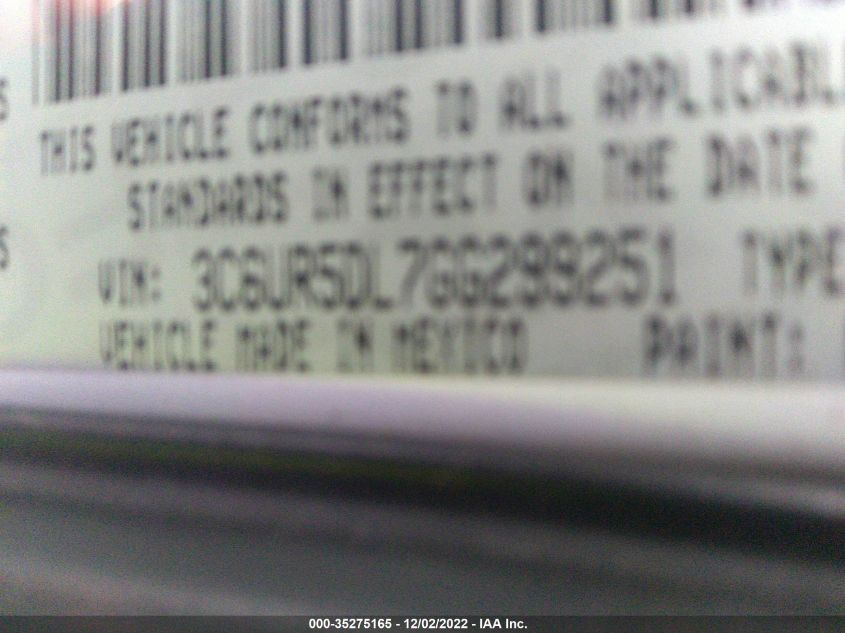 THIS VEHICLE CONFORMS TO ALL APPLICABL
STANDARDS IN EFFECT ON THE DATE
VIN: 3C6UR5DL7GG299251 TYPE
VEHICLE MADE IN MEXICO PAINT:
000-35275165 - 12/02/2022 - IAA Inc.